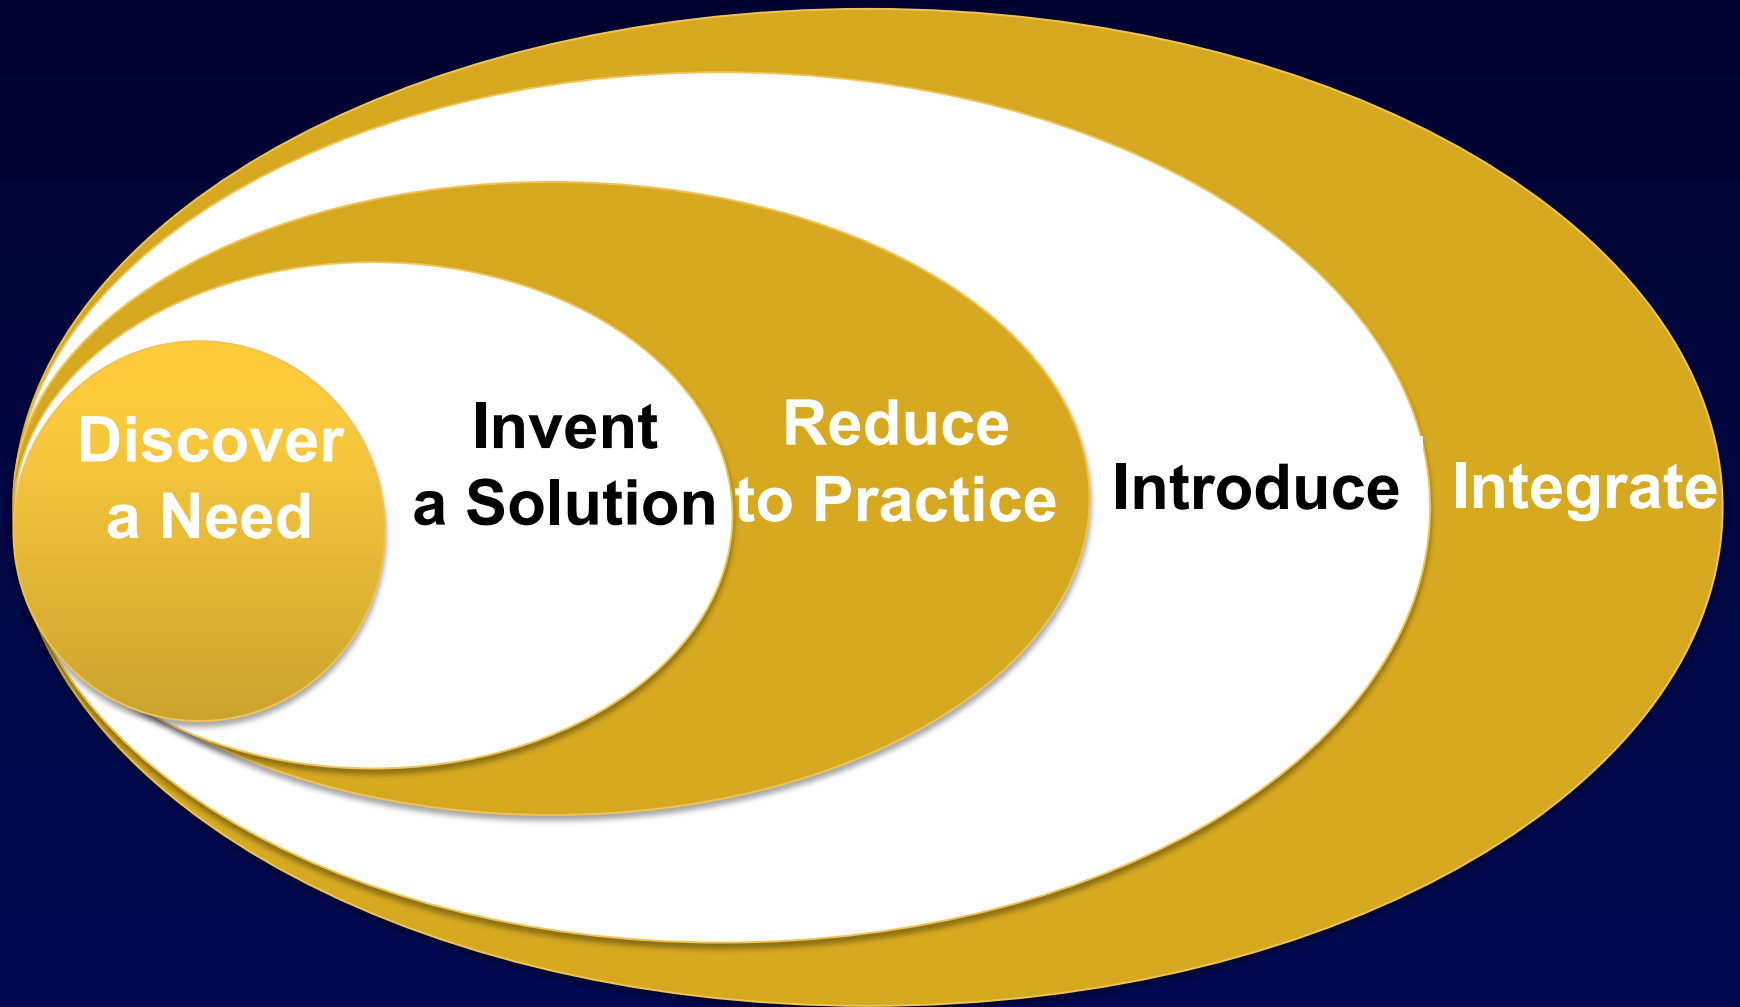 Discover
a Need
Invent
a Solution
Reduce
to Practice
Introduce
Integrate